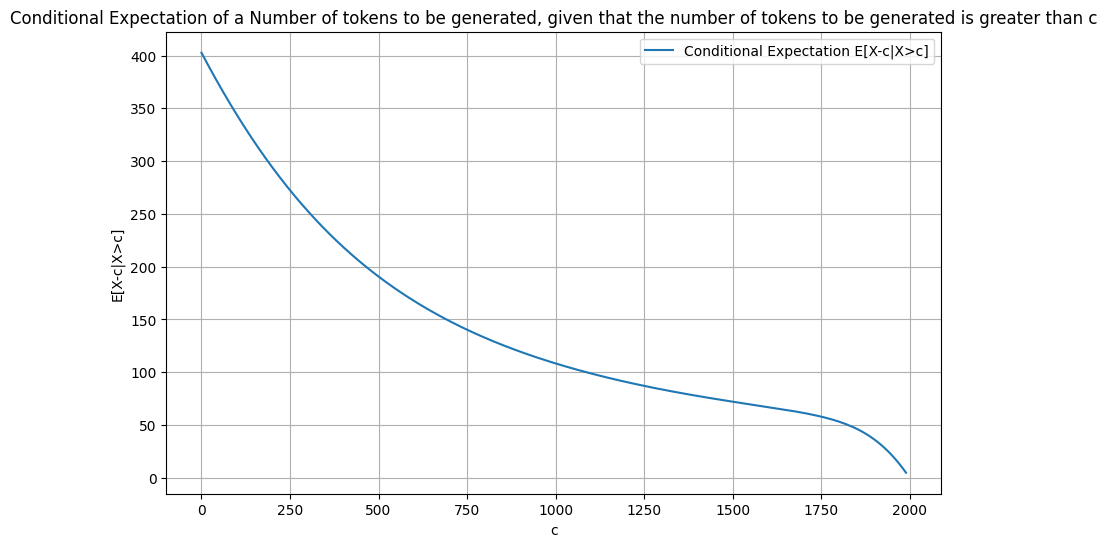 Conditional Expectation of a Number of tokens to be generated, given that the number of tokens to be generated is greater than c
Conditional Expectation E[X-c|X>c]
400
350
300
250
200
150
100
50
0
E[X-c|X>c]
0 250 500 750 1000 1250 1500 1750 2000
c